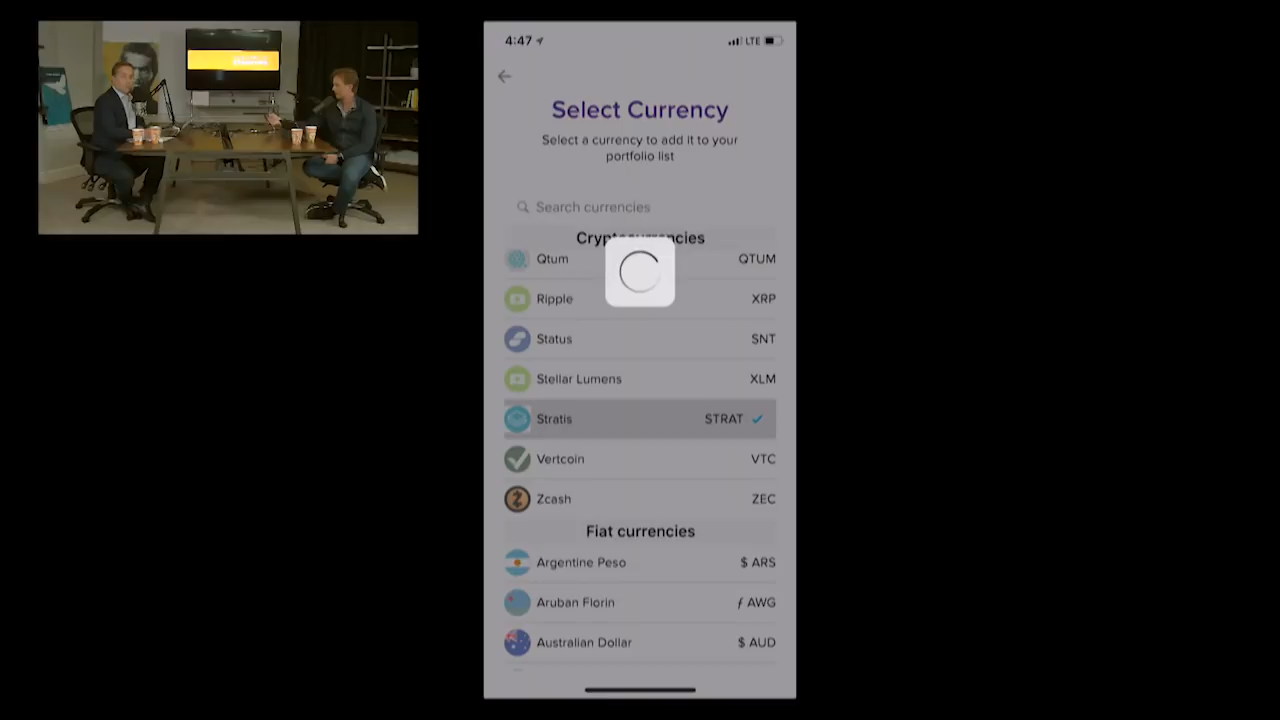 4:47
LTE
Select Currency
Select a currency to add it to your
portfolio list
Search currencies
Cryptocurrencies
Qtum QTUM
Ripple XRP
Status SNT
Stellar Lumens XLM
Stratis STRAT
Vertcoin VTC
Zcash ZEC
Fiat currencies
Argentine Peso $ ARS
Aruban Florin ƒ AWG
Australian Dollar $ AUD